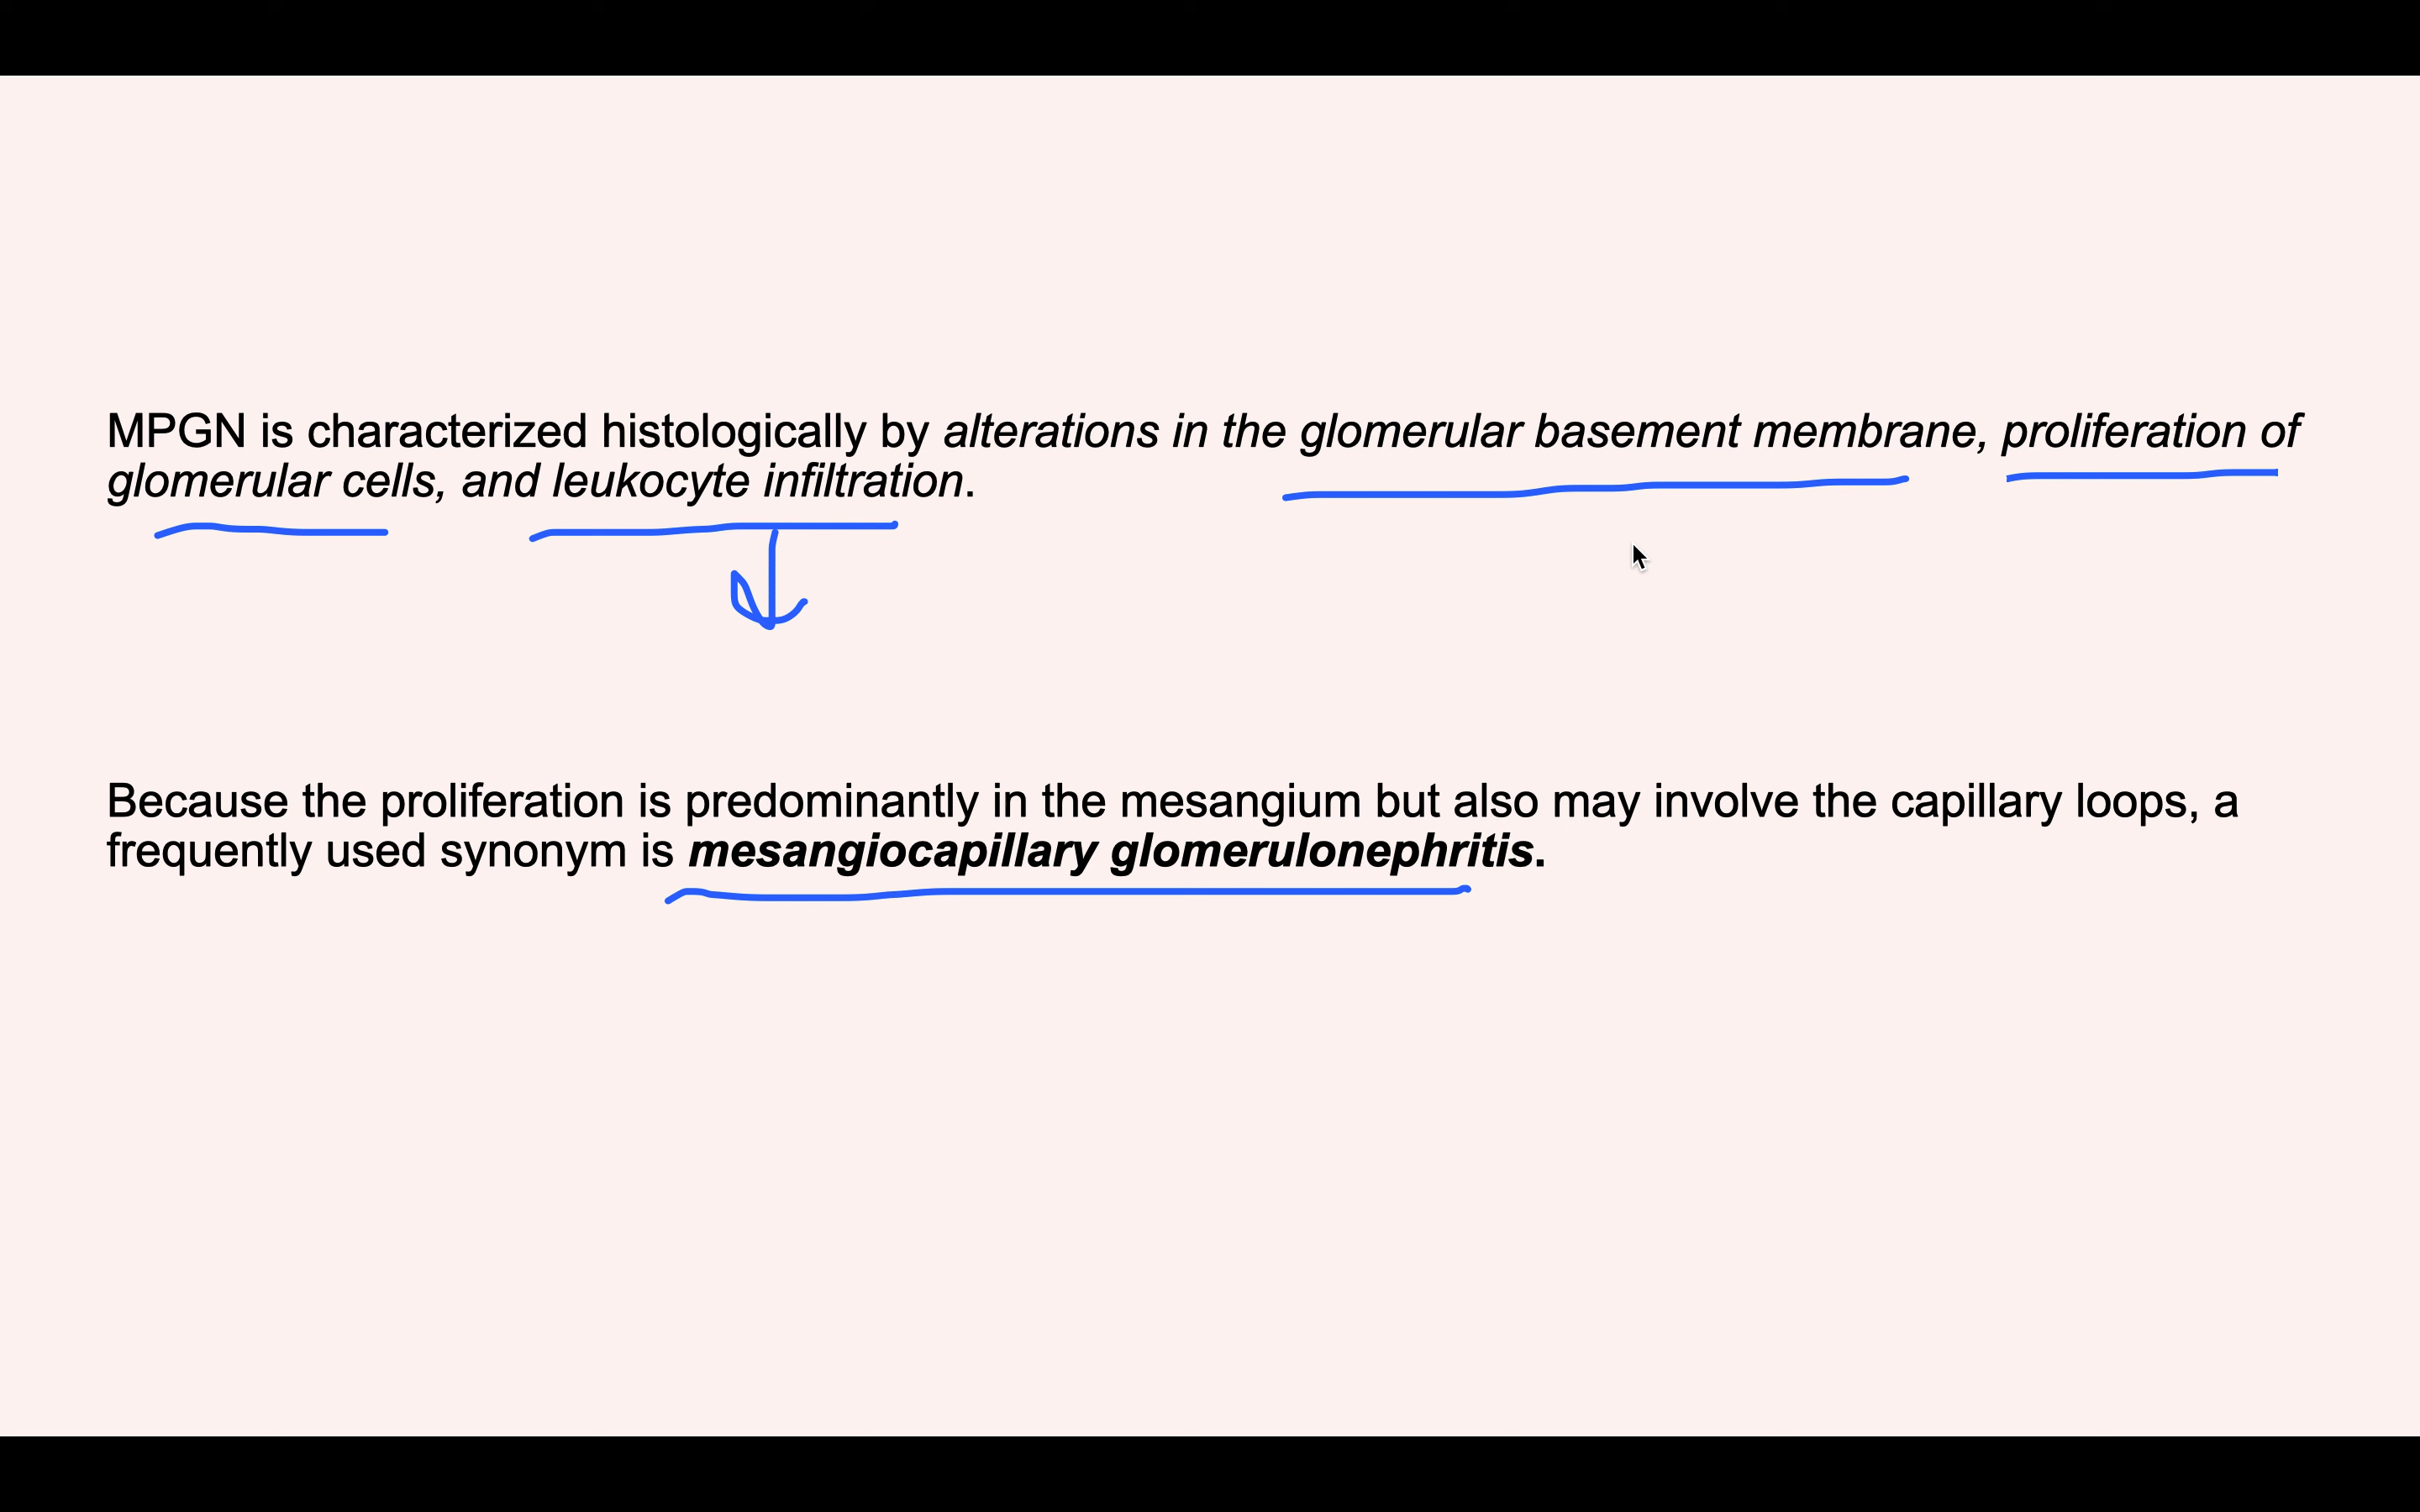 MPGN is characterized histologically by alterations in the glomerular basement membrane, proliferation of
glomerular cells, and leukocyte infiltration.
Because the proliferation is predominantly in the mesangium but also may involve the capillary loops, a
frequently used synonym is mesangiocapillary glomerulonephritis.